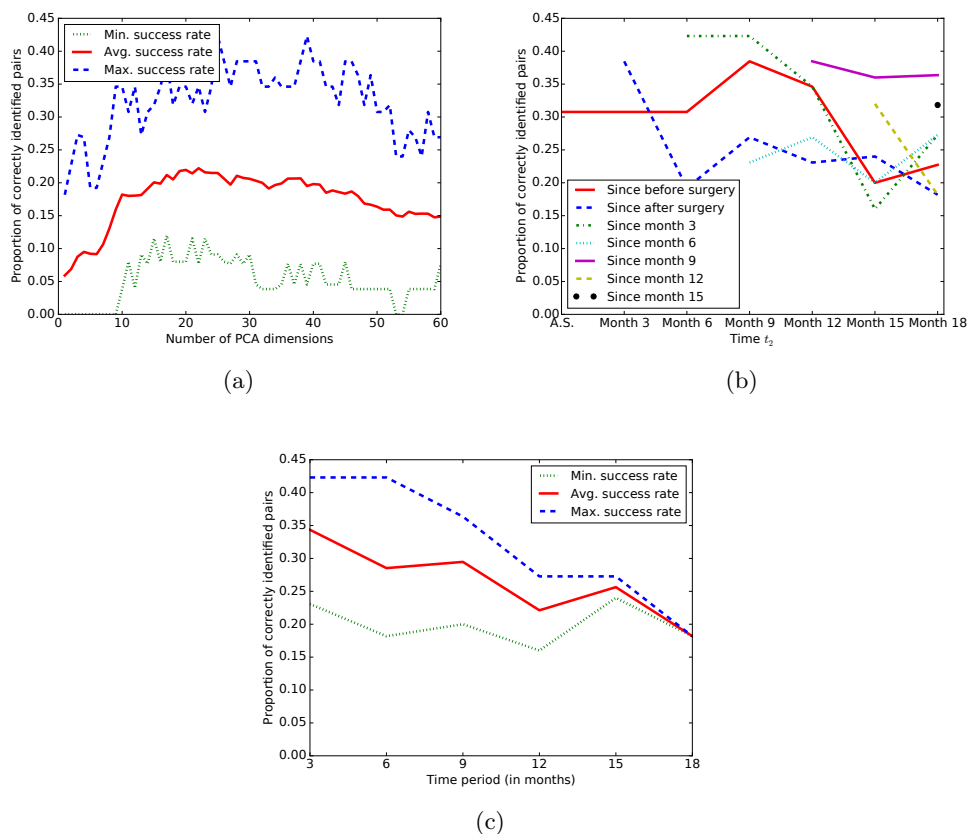 0.45
0.40
0.35
0.30
0.25
0.20
0.15
0.10
0.05
0.00
Proportion of correctly identified pairs
Min. success rate
Avg. success rate
Max. success rate
0 10 20 30 40 50 60
Number of PCA dimensions
(a)
0.45
0.40
0.35
0.30
0.25
0.20
0.15
0.10
0.05
0.00
Proportion of correctly identified pairs
Since before surgery
Since after surgery
Since month 3
Since month 6
Since month 9
Since month 12
Since month 15
A.S. Month 3 Month 6 Month 9 Month 12 Month 15 Month 18
Time t₂
(b)
0.45
0.40
0.35
0.30
0.25
0.20
0.15
0.10
0.05
0.00
Proportion of correctly identified pairs
Min. success rate
Avg. success rate
Max. success rate
3 6 9 12 15 18
Time period (in months)
(c)